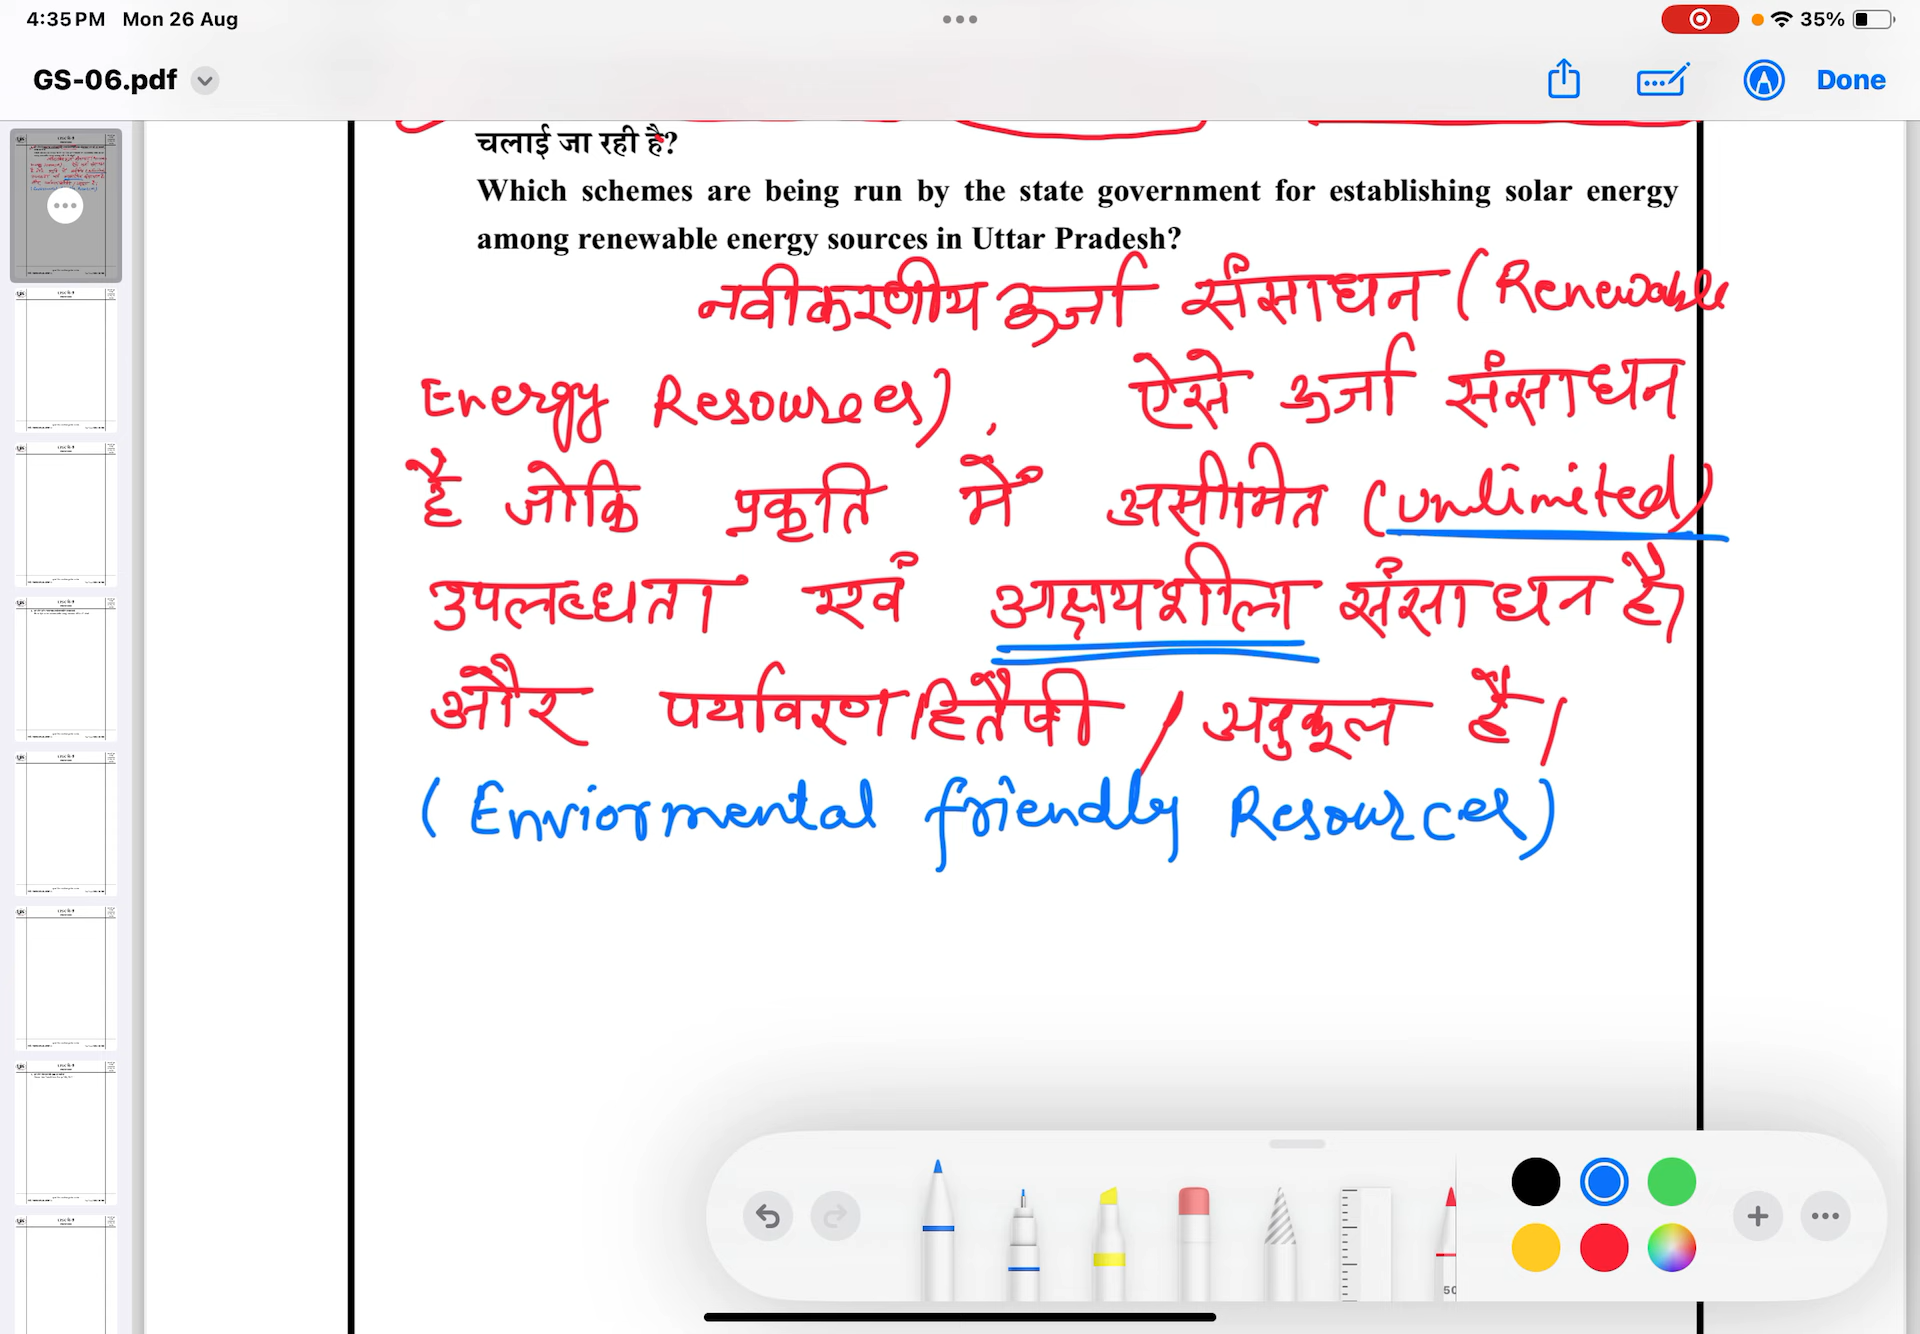 4:35 PM Mon 26 Aug
35%
GS-06.pdf
Done
चलाई जा रही है?
Which schemes are being run by the state government for establishing solar energy
among renewable energy sources in Uttar Pradesh?
नवीकरणीय ऊर्जा संसाधन (Renewable
Energy Resources), ऐसे ऊर्जा संसाधन
है जोकि प्रकृति में असीमित (unlimited)
उपलब्धता एवं अक्षयशील संसाधन है।
और पर्यावरण हितैषी / अनुकूल है।
(Enviormental friendly Resources)
50